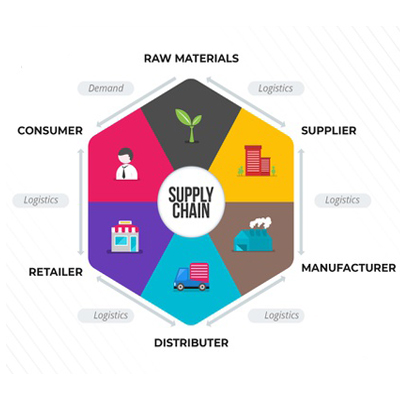 RAW MATERIALS
Demand
Logistics
CONSUMER
SUPPLIER
SUPPLY
CHAIN
Logistics
Logistics
RETAILER
MANUFACTURER
Logistics
Logistics
DISTRIBUTER